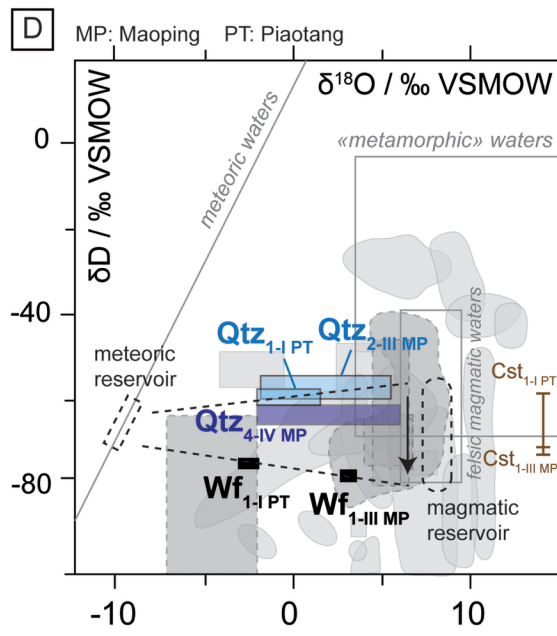 D
MP: Maoping PT: Piaotang
δ¹⁸O / ‰ VSMOW
δD / ‰ VSMOW
meteoric waters
«metamorphic» waters
0
-40
-80
Qtz1-I PT
Qtz2-III MP
meteoric
reservoir
felsic magmatic waters
Cst1-I PT
Qtz4-IV MP
Cst1-III MP
Wf1-I PT
Wf1-III MP
magmatic
reservoir
-10 0 10